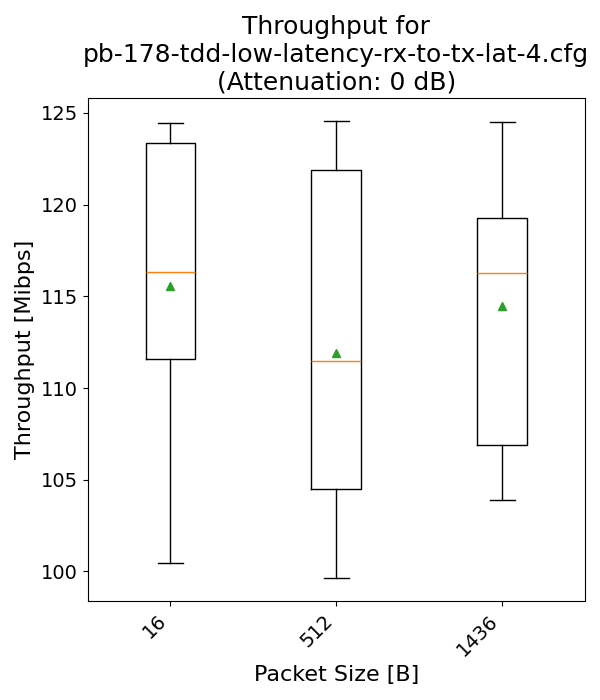 Throughput for
pb-178-tdd-low-latency-rx-to-tx-lat-4.cfg
(Attenuation: 0 dB)
Throughput [Mibps]
125
120
115
110
105
100
16
512
1436
Packet Size [B]